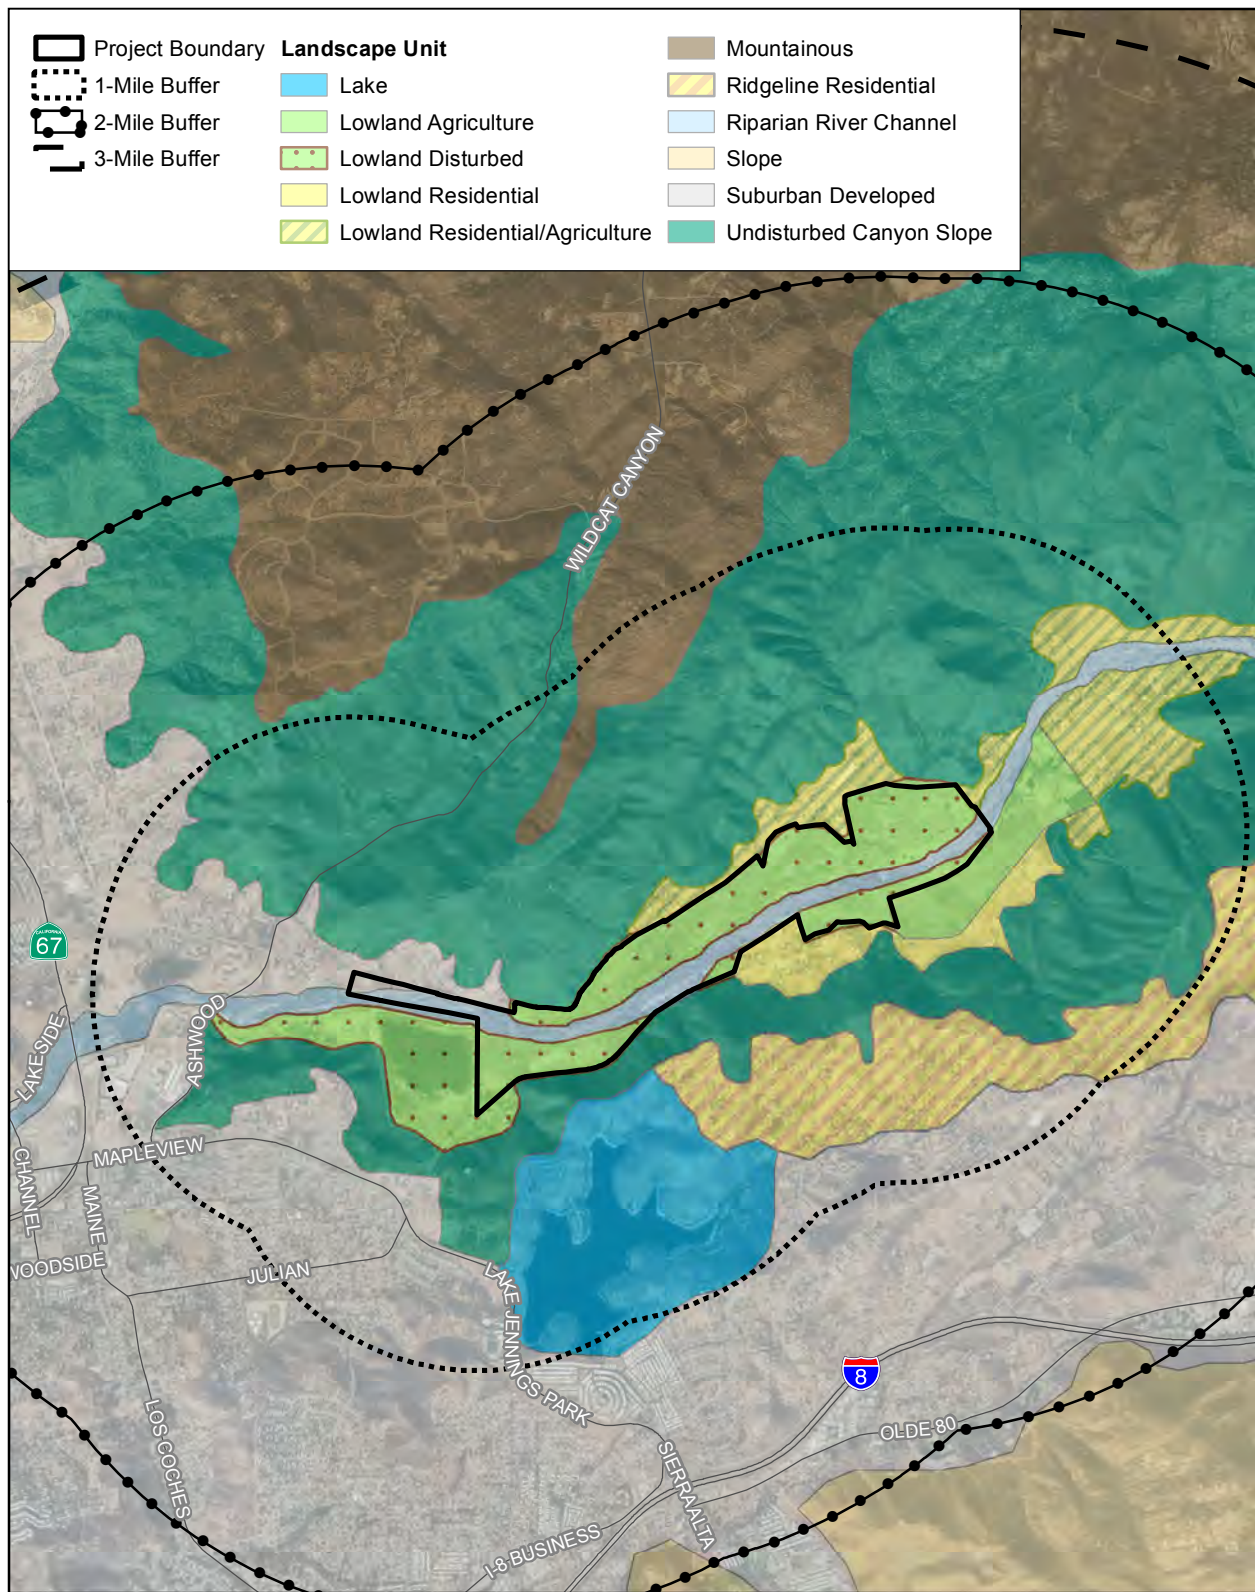 Project Boundary
1-Mile Buffer
2-Mile Buffer
3-Mile Buffer
Landscape Unit
Lake
Lowland Agriculture
Lowland Disturbed
Lowland Residential
Lowland Residential/Agriculture
Mountainous
Ridgeline Residential
Riparian River Channel
Slope
Suburban Developed
Undisturbed Canyon Slope
WILDCAT CANYON
CALIFORNIA
67
LAKESIDE
ASHWOOD
MAPLEVIEW
CHANNEL
MAINE
WOODSIDE
JULIAN
LAKE JENNINGS PARK
8
LOS COCHES
OLDE 80
SIERRA ALTA
I-8 BUSINESS